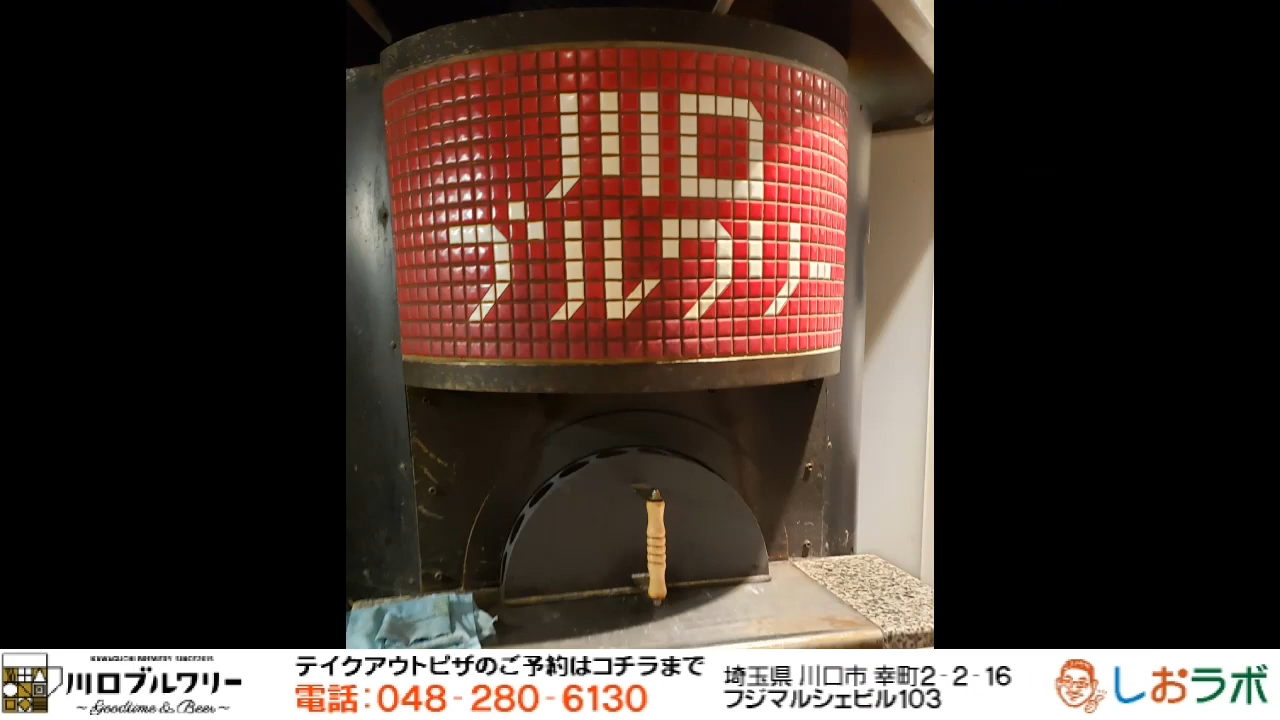 川口
ブルワリー
KAWAGUCHI BREWERY SINCE2015
川口ブルワリー
~ Goodtime & Beer ~
テイクアウトピザのご予約はコチラまで
電話:048-280-6130
埼玉県 川口市 幸町2-2-16
フジマルシェビル103
しおラボ